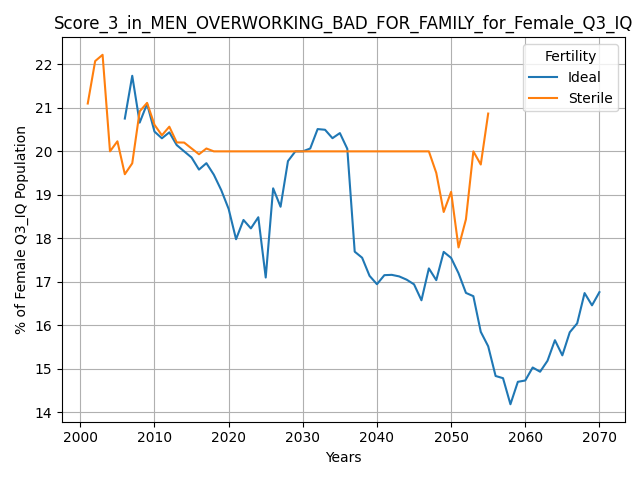 Score_3_in_MEN_OVERWORKING_BAD_FOR_FAMILY_for_Female_Q3_IQ
Fertility
Ideal
Sterile
% of Female Q3_IQ Population
22
21
20
19
18
17
16
15
14
2000
2010
2020
2030
2040
2050
2060
2070
Years